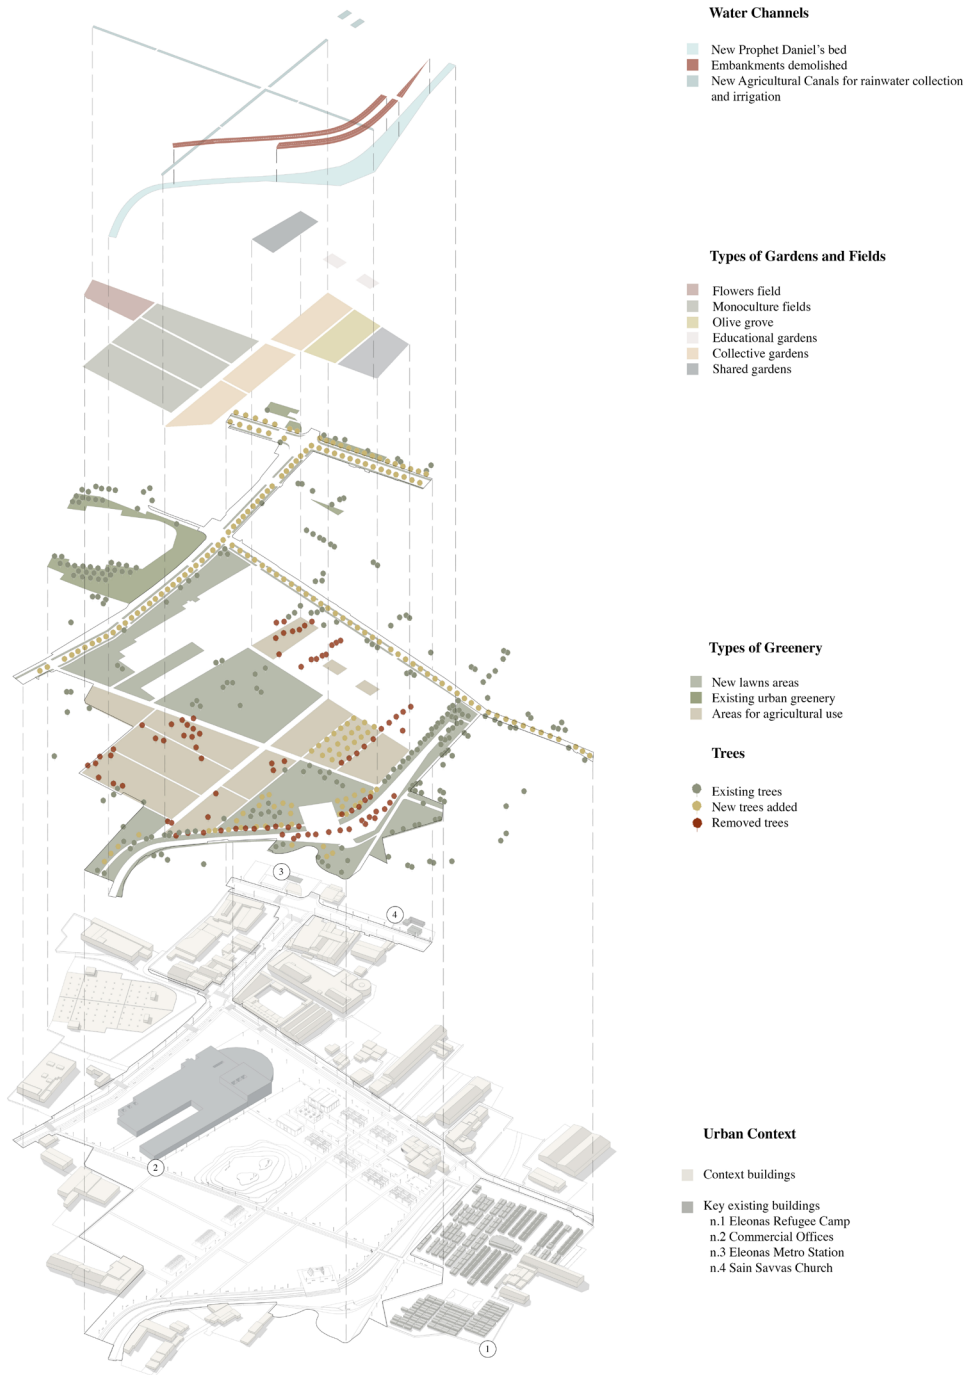 Water Channels
New Prophet Daniel's bed
Embankments demolished
New Agricultural Canals for rainwater collection
and irrigation
Types of Gardens and Fields
Flowers field
Monoculture fields
Olive grove
Educational gardens
Collective gardens
Shared gardens
Types of Greenery
New lawns areas
Existing urban greenery
Areas for agricultural use
Trees
Existing trees
New trees added
Removed trees
3
4
2
1
Urban Context
Context buildings
Key existing buildings
n.1 Eleonas Refugee Camp
n.2 Commercial Offices
n.3 Eleonas Metro Station
n.4 Sain Savvas Church